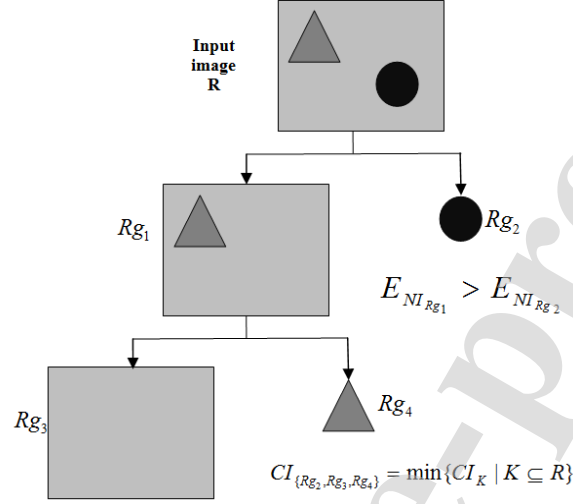 Input
image
R
Rg₁
Rg₂
E_{NI_{Rg₁}} > E_{NI_{Rg₂}}
Rg₃
Rg₄
CI_{{Rg₂,Rg₃,Rg₄}} = min{CI_K | K ⊆ R}